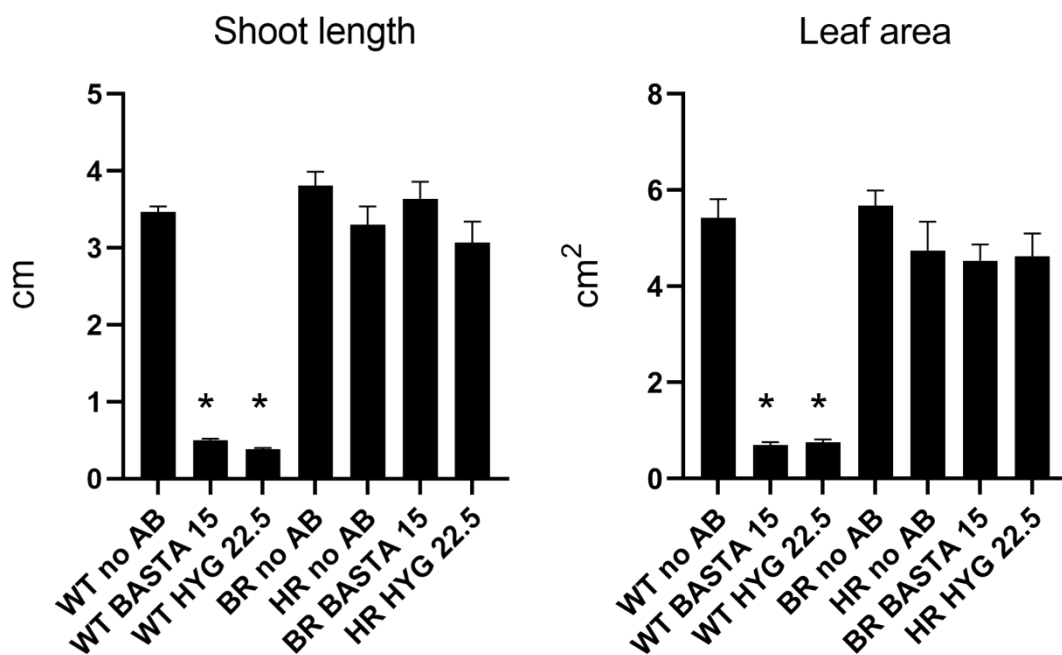 Shoot length
5
4
3
2
1
0
cm
* *
WT no AB
WT BASTA 15
WT HYG 22.5
BR no AB
HR no AB
BR BASTA 15
HR HYG 22.5
Leaf area
8
6
4
2
0
cm²
* *
WT no AB
WT BASTA 15
WT HYG 22.5
BR no AB
HR no AB
BR BASTA 15
HR HYG 22.5